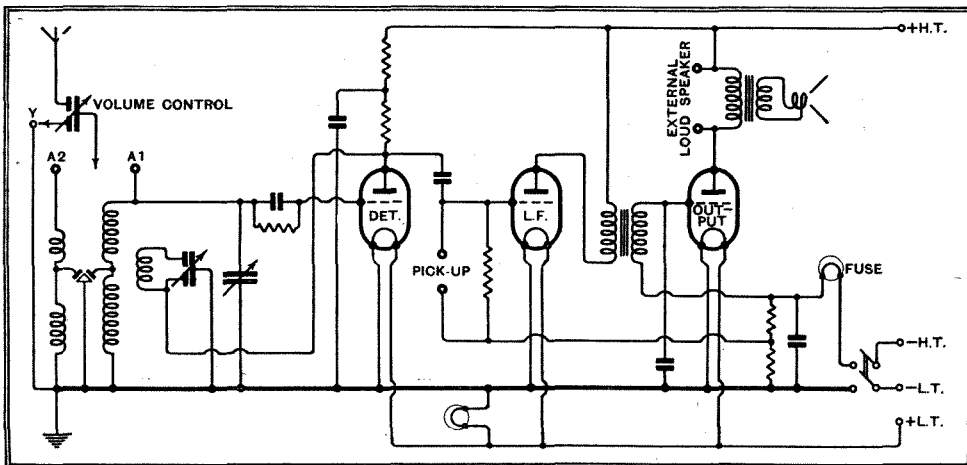 +H.T.
EXTERNAL
LOUD SPEAKER
Y
VOLUME CONTROL
A2
A1
DET.
L.F.
OUT-
PUT
PICK-UP
FUSE
-H.T.
-L.T.
+L.T.